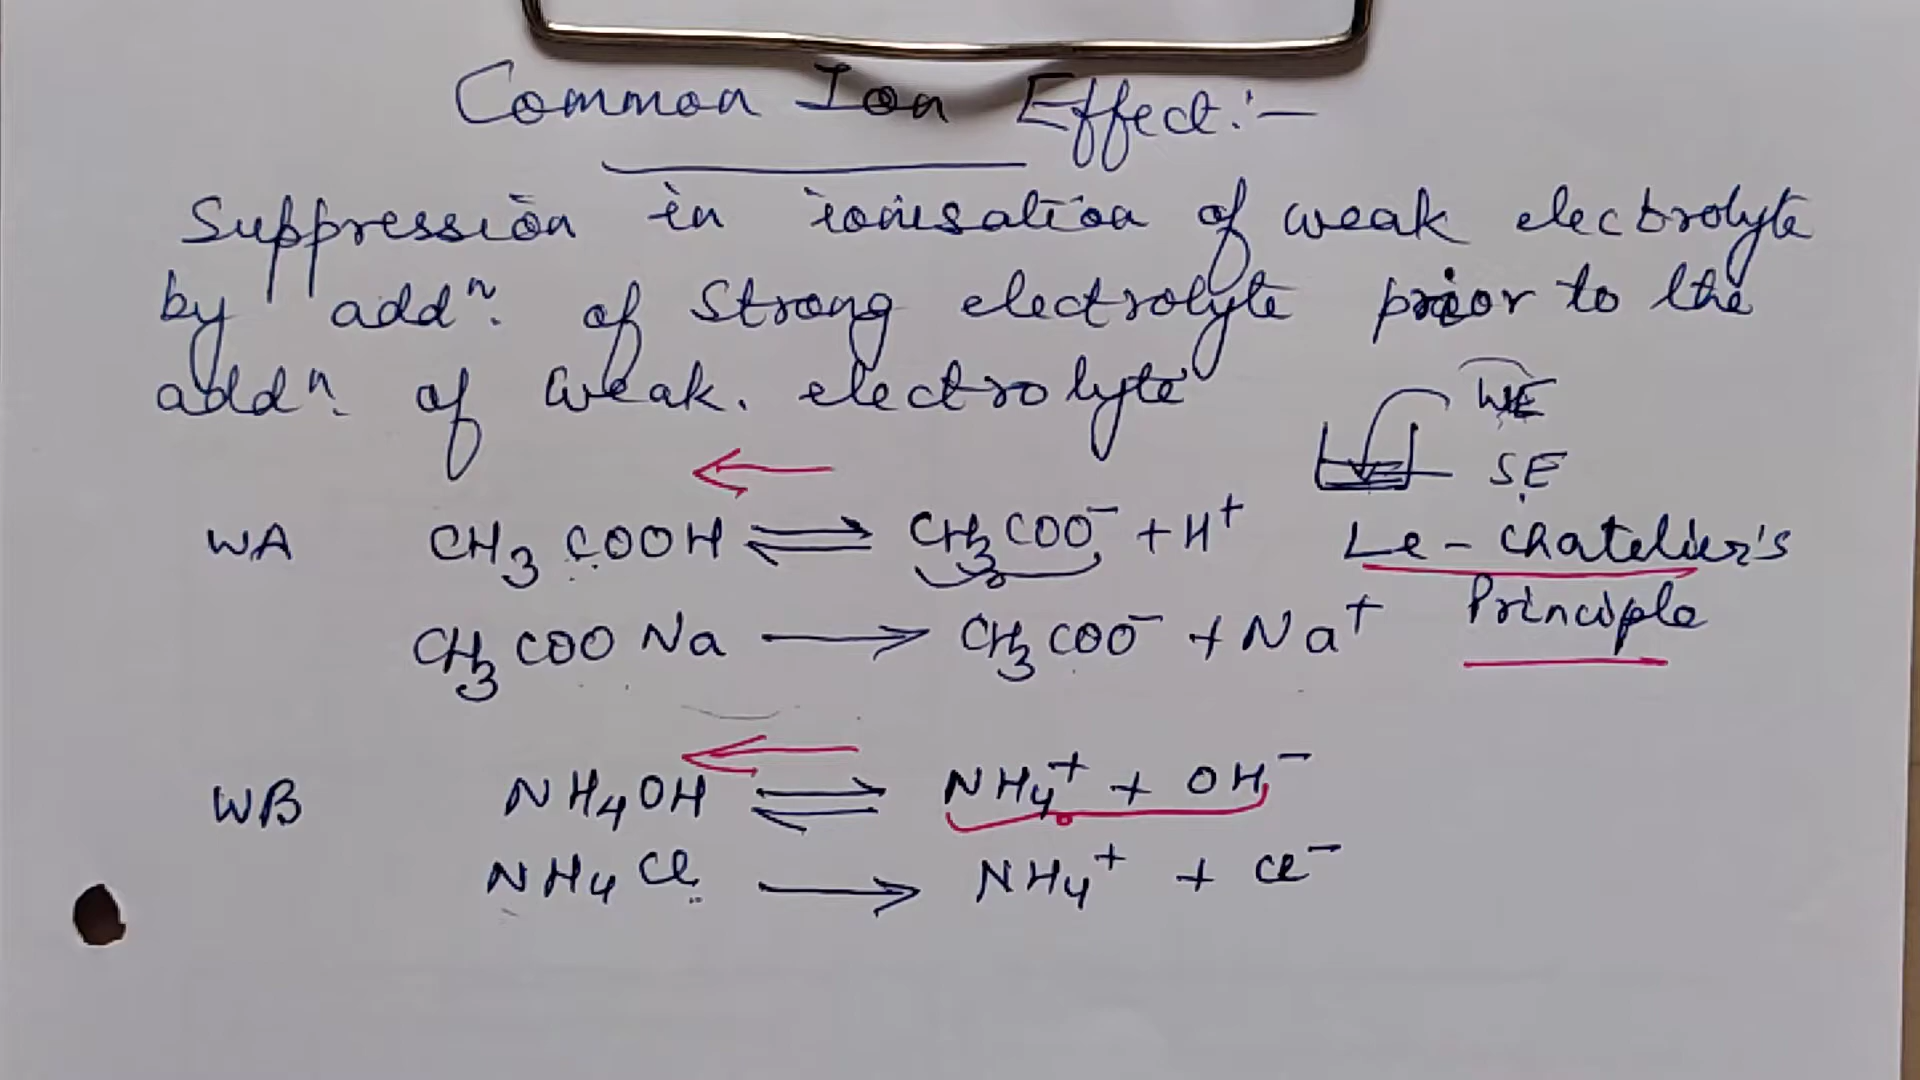 Common Ion Effect:-
Suppression in ionisation of weak electrolyte
by addⁿ. of strong electrolyte prior to the
addⁿ. of weak. electrolyte
WE
SE
WA CH₃COOH ⇌ CH₃COO⁻ + H⁺
Le-Chatelier's
Principle
CH₃COONa ⟶ CH₃COO⁻ + Na⁺
WB NH₄OH ⇌ NH₄⁺ + OH⁻
NH₄Cl ⟶ NH₄⁺ + Cl⁻